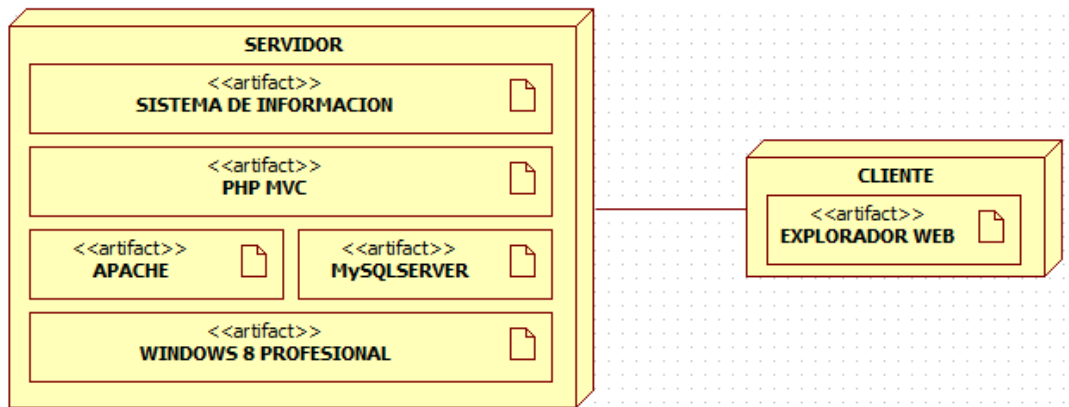 SERVIDOR
<<artifact>>
SISTEMA DE INFORMACION
<<artifact>>
PHP MVC
<<artifact>>
APACHE
<<artifact>>
MySQLSERVER
<<artifact>>
WINDOWS 8 PROFESIONAL
CLIENTE
<<artifact>>
EXPLORADOR WEB